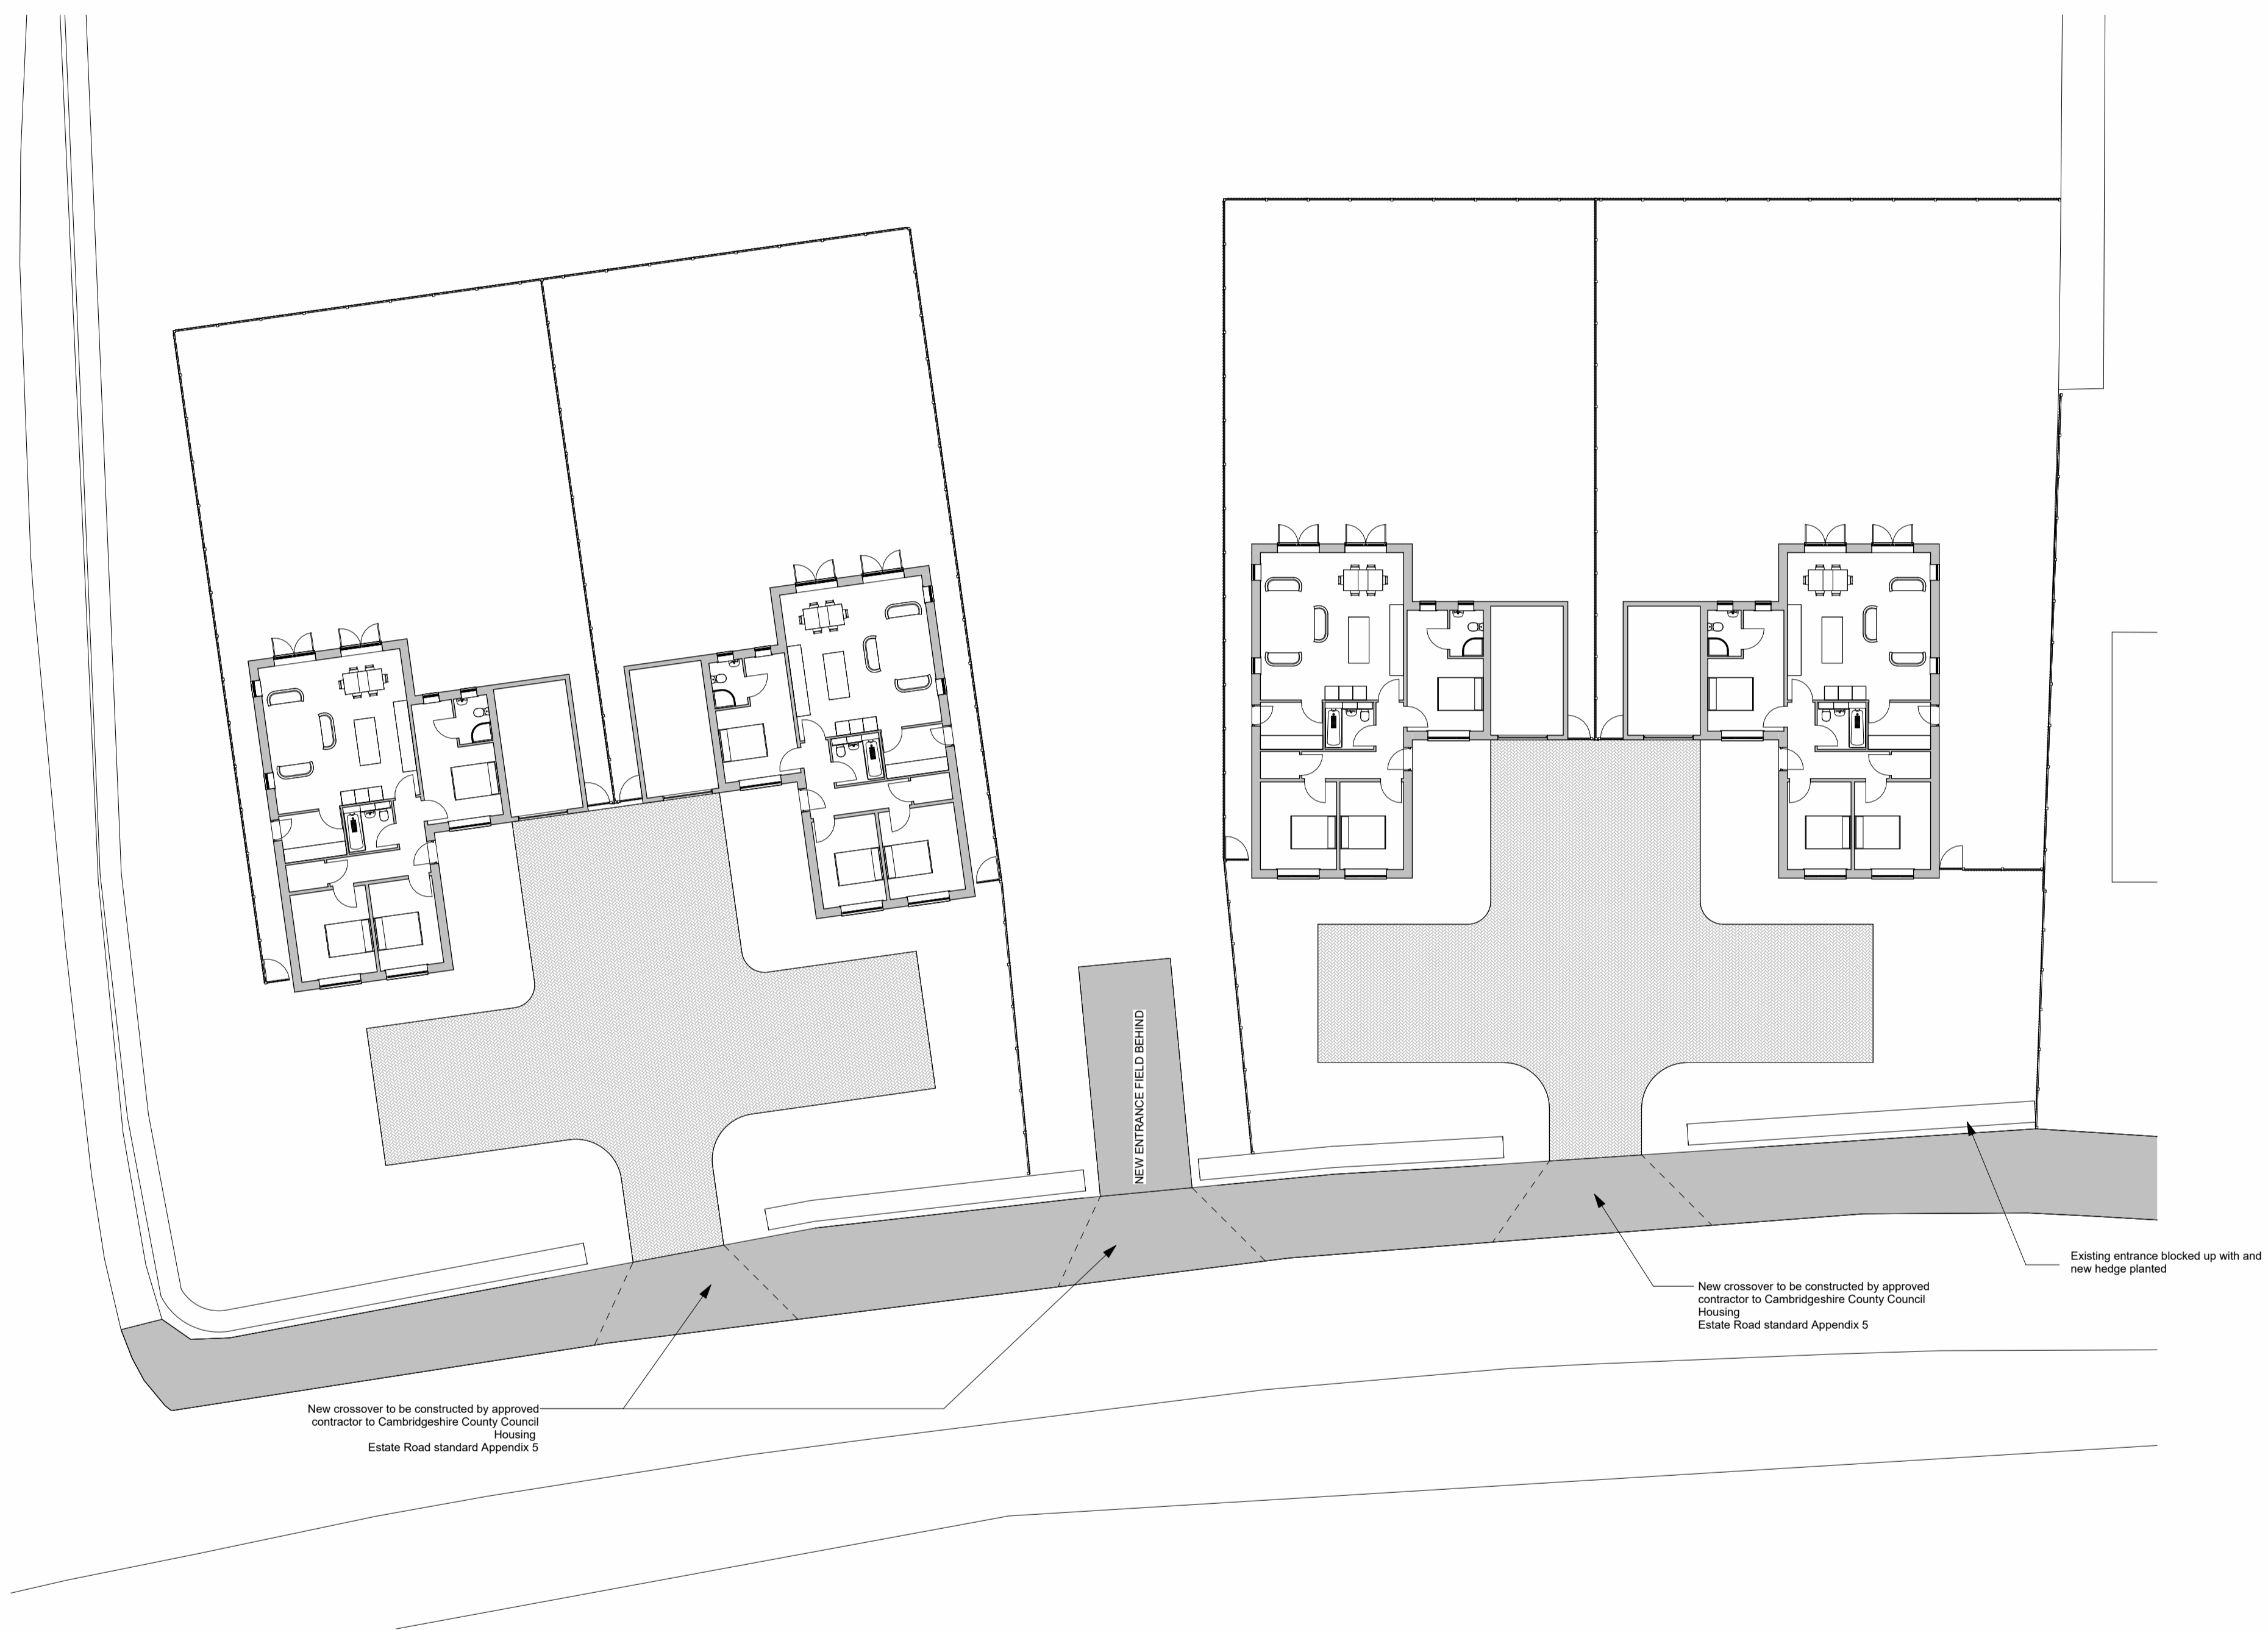 NEW ENTRANCE FIELD BEHIND
Existing entrance blocked up with and
new hedge planted
New crossover to be constructed by approved
contractor to Cambridgeshire County Council
Housing
Estate Road standard Appendix 5
New crossover to be constructed by approved
contractor to Cambridgeshire County Council
Housing
Estate Road standard Appendix 5